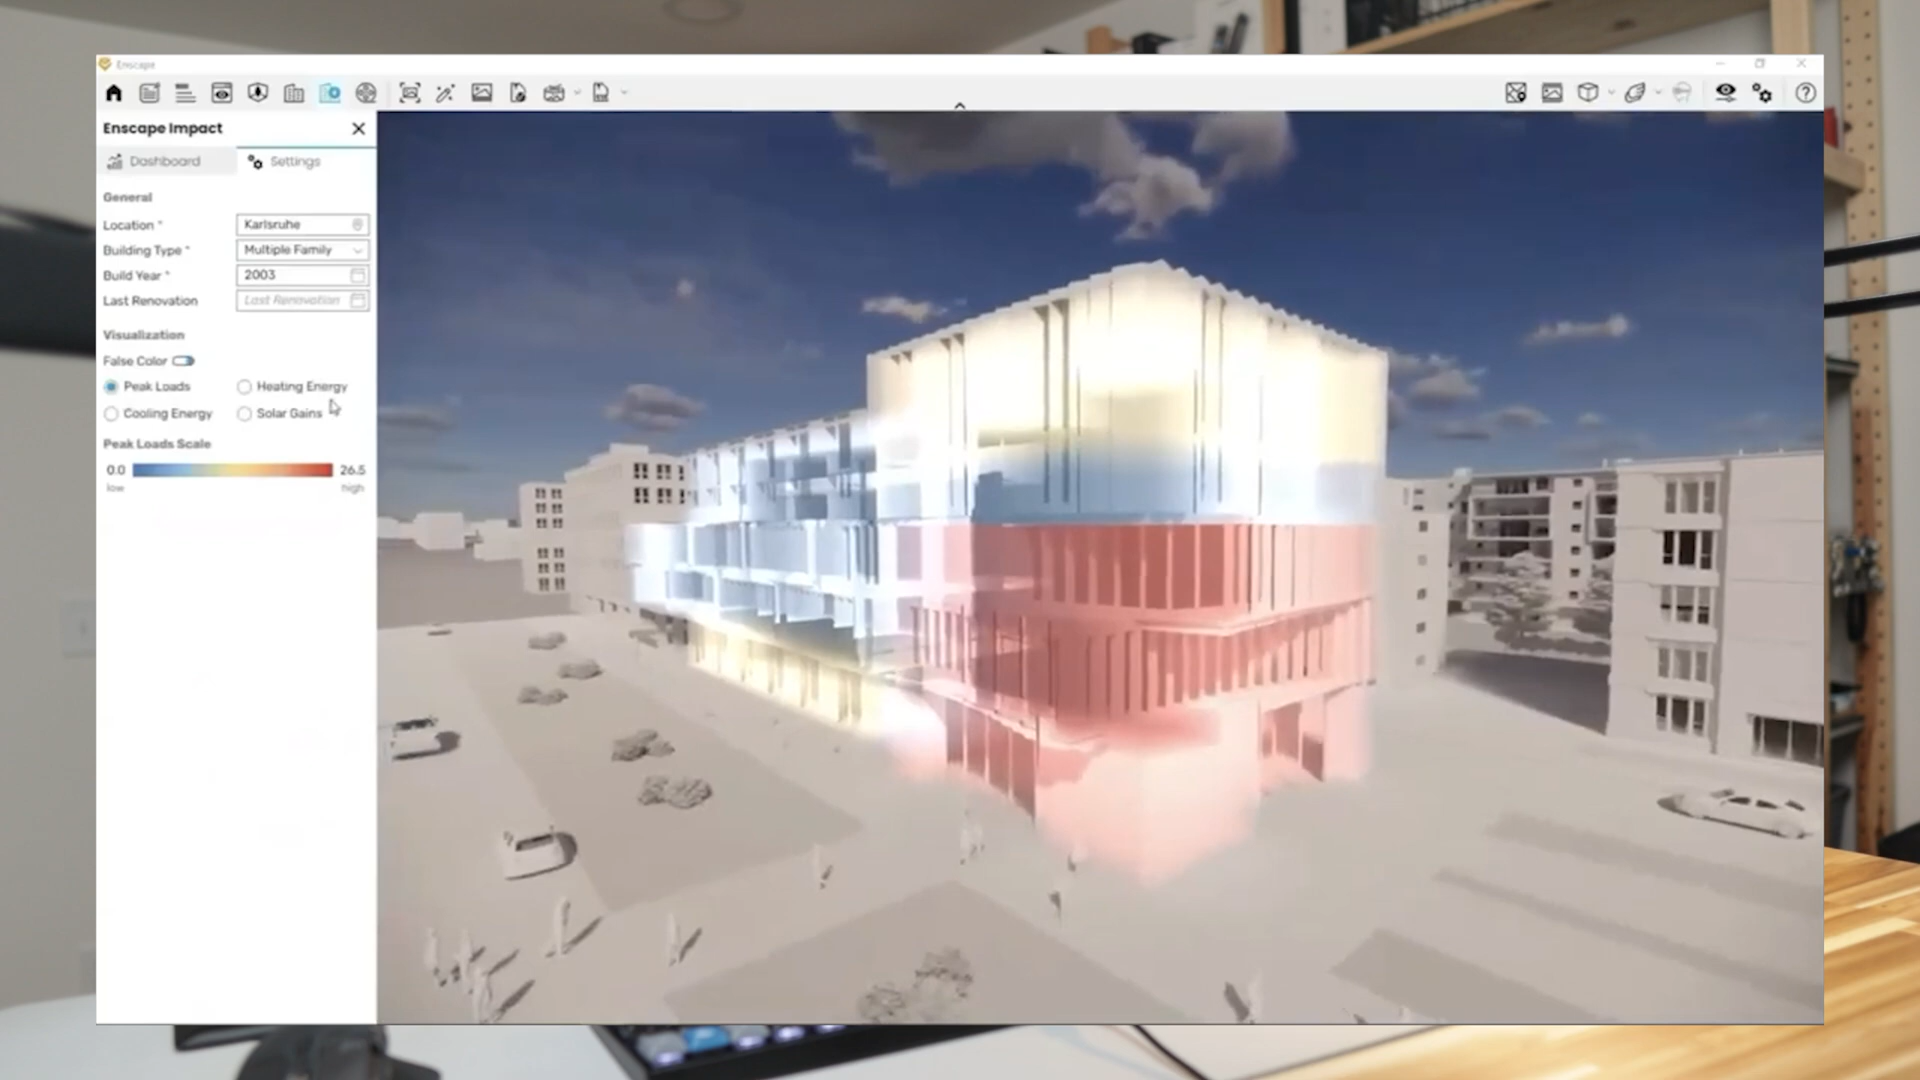 Enscape
Enscape Impact
Dashboard
Settings
General
Location *
Karlsruhe
Building Type *
Multiple Family
Build Year *
2003
Last Renovation
Last Renovation
Visualization
False Color
Peak Loads
Heating Energy
Cooling Energy
Solar Gains
Peak Loads Scale
0.0
26.5
low
high